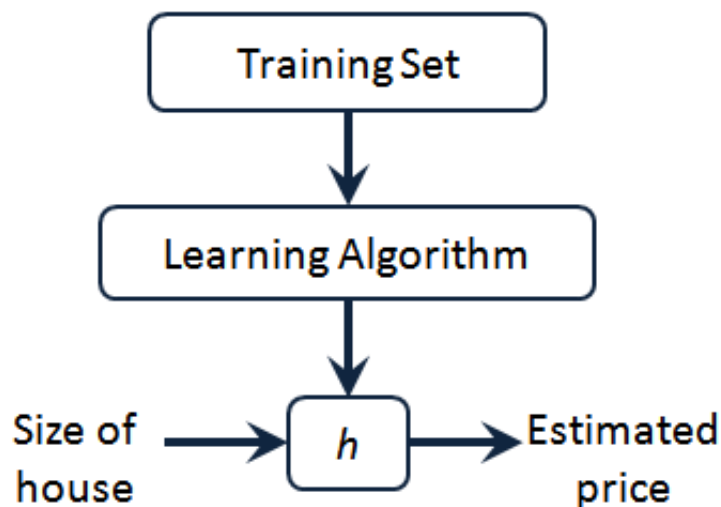 Training Set
Learning Algorithm
Size of
house
h
Estimated
price